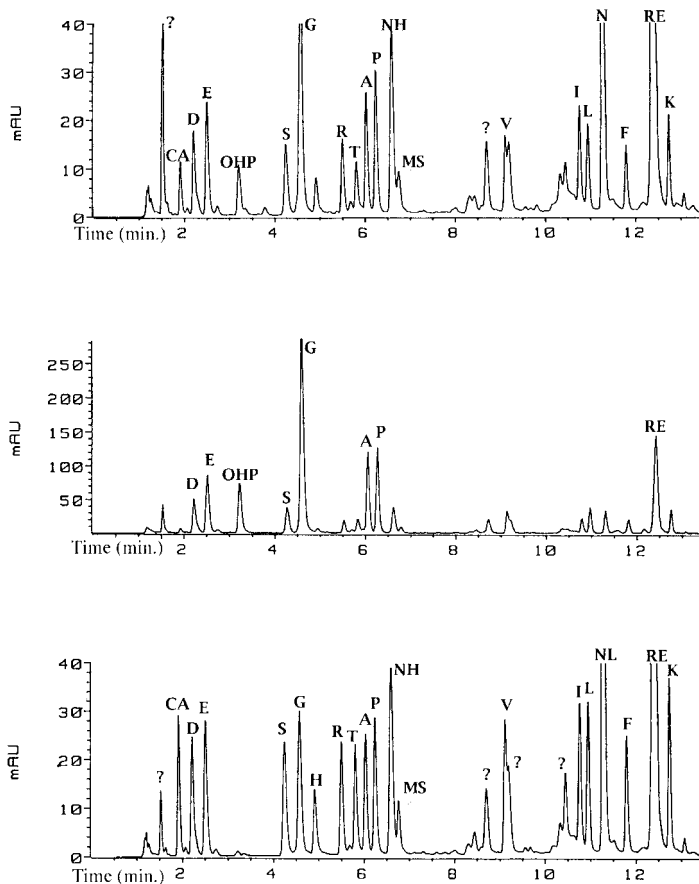 ? G NH N RE
40
E P
30 A I
D L K
20 S R V
CA OHP T ? F
10 MS
0
mAU
Time (min.) 2 4 6 8 10 12
G
250
200
150 A P RE
100 E OHP
D
50 S
mAU
Time (min.) 2 4 6 8 10 12
40 NH NL RE K
CA E G P V I L
30 D S R T A F
20 ? H ? ? ?
10 MS
0
mAU
Time (min.) 2 4 6 8 10 12